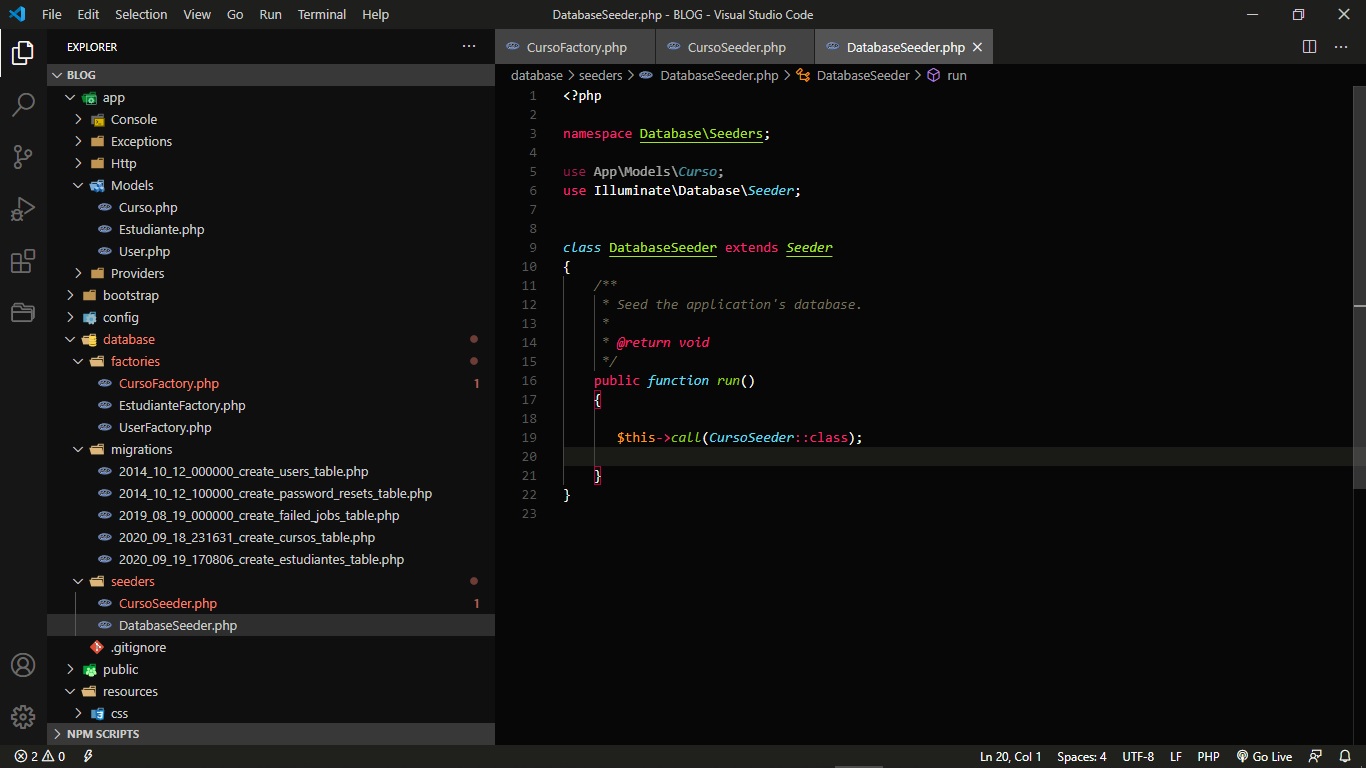 File Edit Selection View Go Run Terminal Help DatabaseSeeder.php - BLOG - Visual Studio Code
EXPLORER
BLOG
app
Console
Exceptions
Http
Models
Curso.php
Estudiante.php
User.php
Providers
bootstrap
config
database
factories
CursoFactory.php 1
EstudianteFactory.php
UserFactory.php
migrations
2014_10_12_000000_create_users_table.php
2014_10_12_100000_create_password_resets_table.php
2019_08_19_000000_create_failed_jobs_table.php
2020_09_18_231631_create_cursos_table.php
2020_09_19_170806_create_estudiantes_table.php
seeders
CursoSeeder.php 1
DatabaseSeeder.php
.gitignore
public
resources
css
NPM SCRIPTS
CursoFactory.php CursoSeeder.php DatabaseSeeder.php
database > seeders > DatabaseSeeder.php > DatabaseSeeder > run
1 <?php
2
3 namespace Database\Seeders;
4
5 use App\Models\Curso;
6 use Illuminate\Database\Seeder;
7
8
9 class DatabaseSeeder extends Seeder
10 {
11 /**
12 * Seed the application's database.
13 *
14 * @return void
15 */
16 public function run()
17 {
18
19 $this->call(CursoSeeder::class);
20
21 }
22 }
23
2 0 Ln 20, Col 1 Spaces: 4 UTF-8 LF PHP Go Live